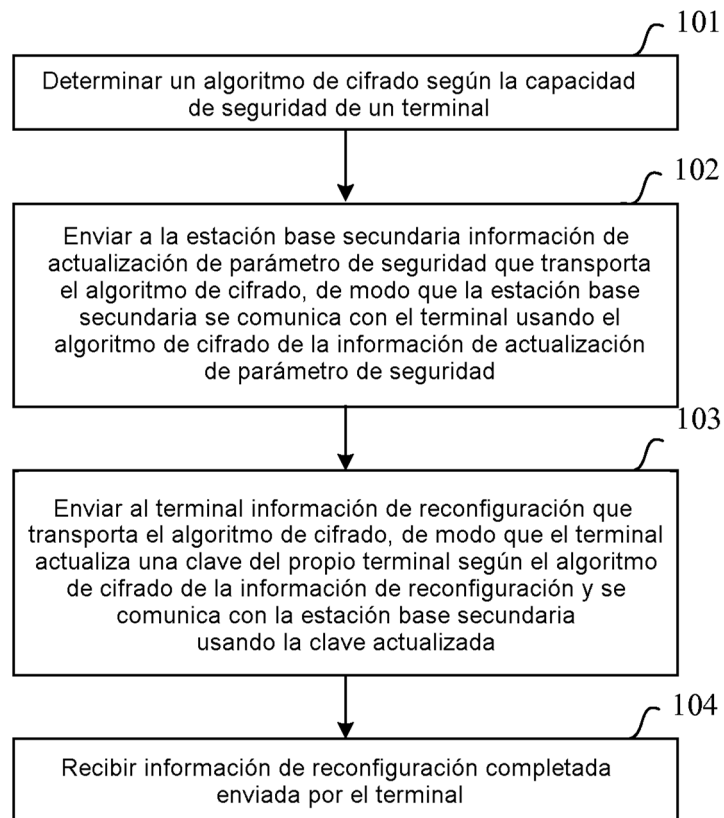 101
Determinar un algoritmo de cifrado según la capacidad
de seguridad de un terminal
102
Enviar a la estación base secundaria información de
actualización de parámetro de seguridad que transporta
el algoritmo de cifrado, de modo que la estación base
secundaria se comunica con el terminal usando el
algoritmo de cifrado de la información de actualización
de parámetro de seguridad
103
Enviar al terminal información de reconfiguración que
transporta el algoritmo de cifrado, de modo que el terminal
actualiza una clave del propio terminal según el algoritmo
de cifrado de la información de reconfiguración y se
comunica con la estación base secundaria
usando la clave actualizada
104
Recibir información de reconfiguración completada
enviada por el terminal